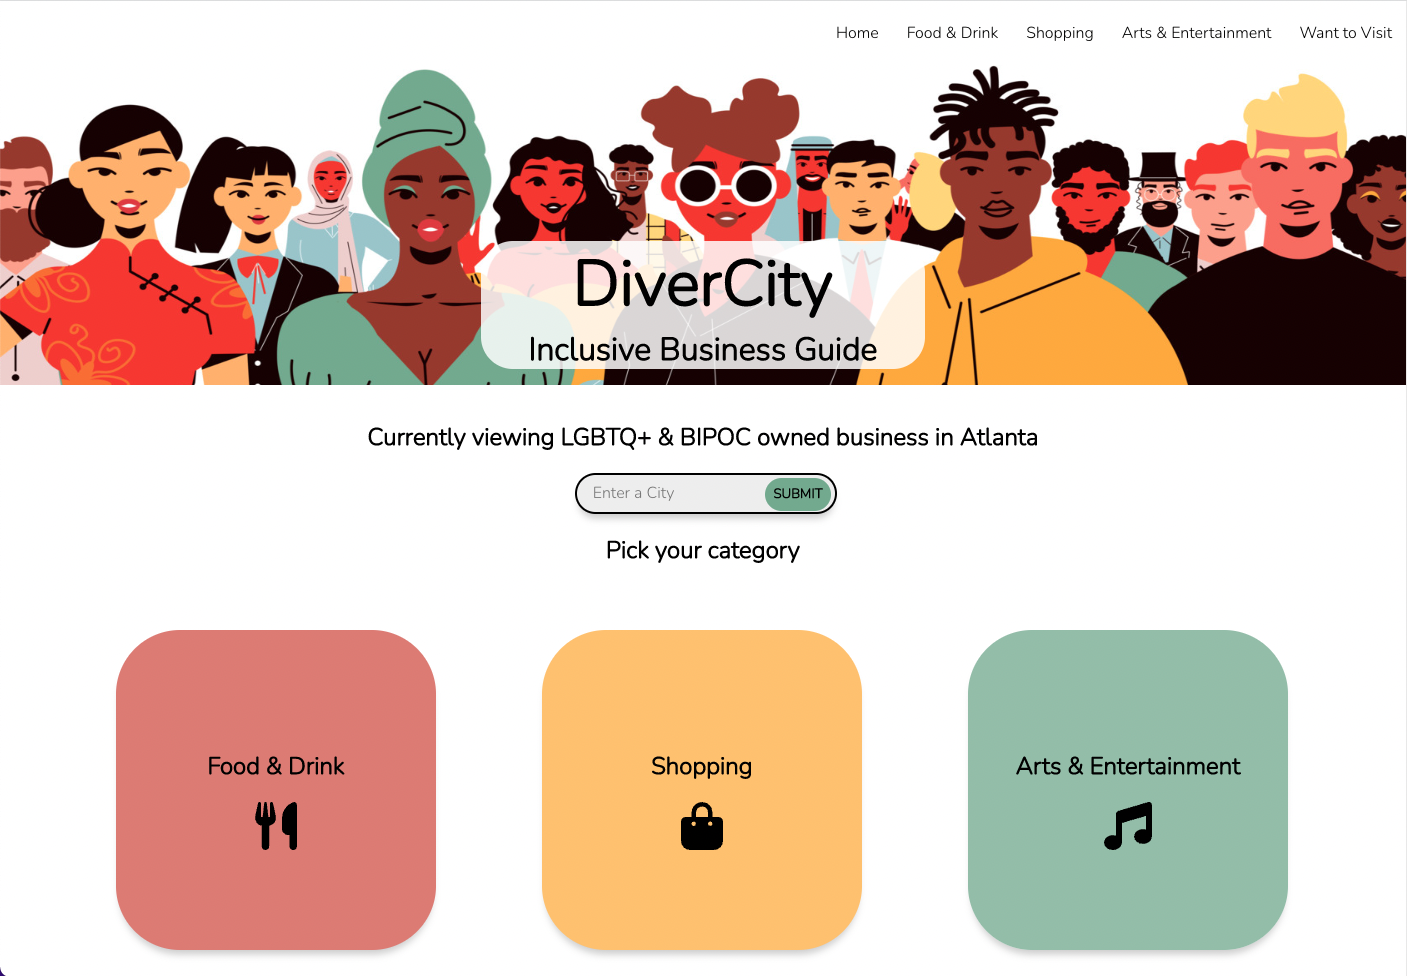 Home Food & Drink Shopping Arts & Entertainment Want to Visit
DiverCity
Inclusive Business Guide
Currently viewing LGBTQ+ & BIPOC owned business in Atlanta
Enter a City SUBMIT
Pick your category
Food & Drink Shopping Arts & Entertainment